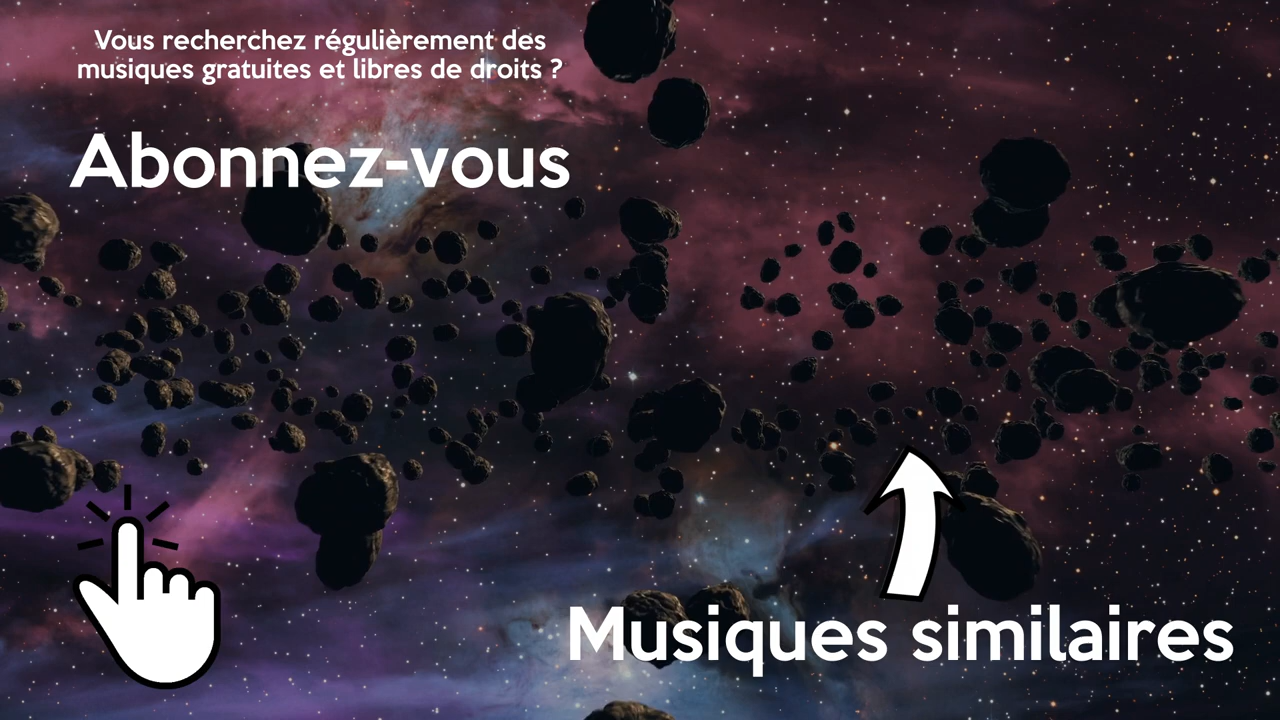 Vous recherchez régulièrement des
musiques gratuites et libres de droits ?
Abonnez-vous
Musiques similaires